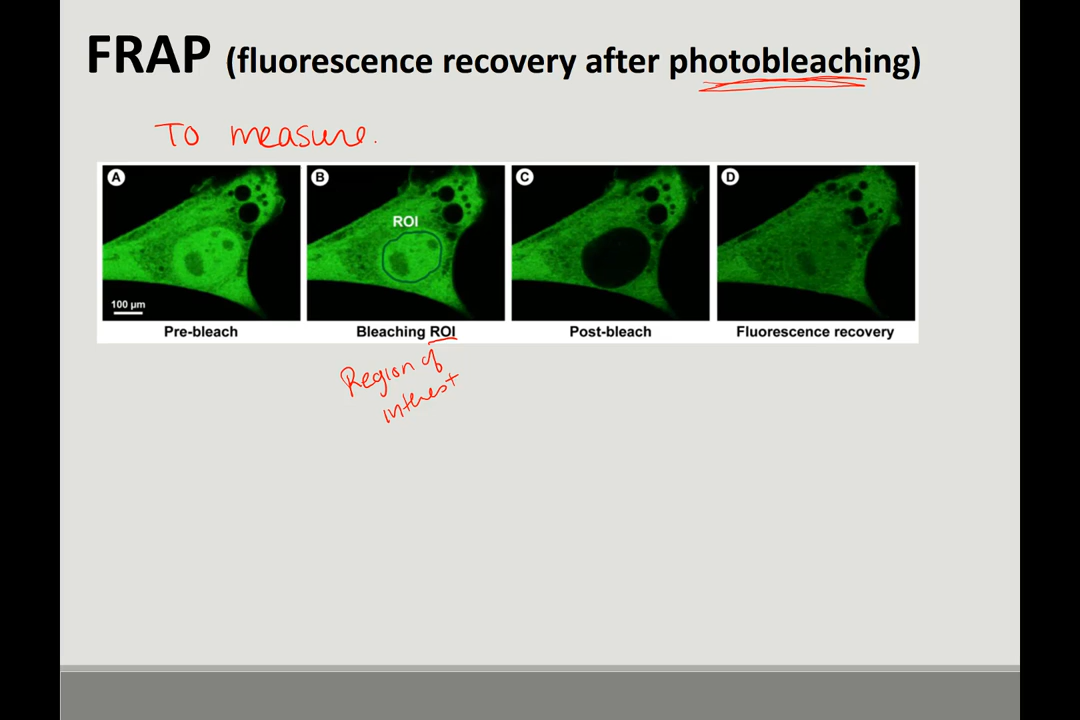 FRAP (fluorescence recovery after photobleaching)
To measure.
A B C D
ROI
100 µm
Pre-bleach Bleaching ROI Post-bleach Fluorescence recovery
Region of
interest